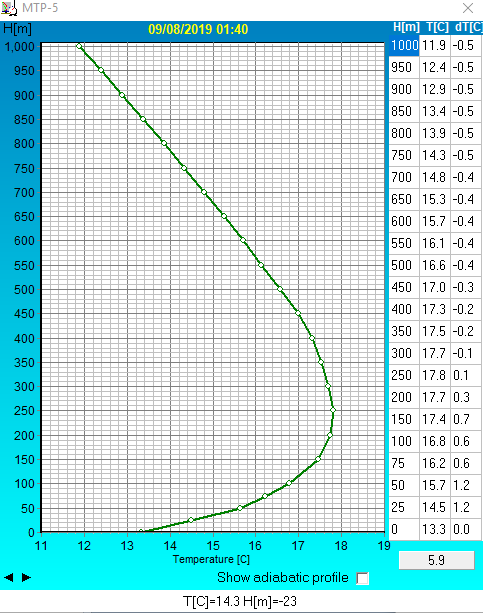 MTP-5
H[m]
09/08/2019 01:40
H[m] T[C] dT[C]
1,000
950
900
850
800
750
700
650
600
550
500
450
400
350
300
250
200
150
100
50
0
11 12 13 14 15 16 17 18 19
Temperature [C]
1000 11.9 -0.5
950 12.4 -0.5
900 12.9 -0.5
850 13.4 -0.5
800 13.9 -0.5
750 14.3 -0.5
700 14.8 -0.4
650 15.3 -0.4
600 15.7 -0.4
550 16.1 -0.4
500 16.6 -0.4
450 17.0 -0.3
400 17.3 -0.2
350 17.5 -0.2
300 17.7 -0.1
250 17.8 0.1
200 17.7 0.3
150 17.4 0.7
100 16.8 0.6
75 16.2 0.6
50 15.7 1.2
25 14.5 1.2
0 13.3 0.0
5.9
Show adiabatic profile
T[C]=14.3 H[m]=-23